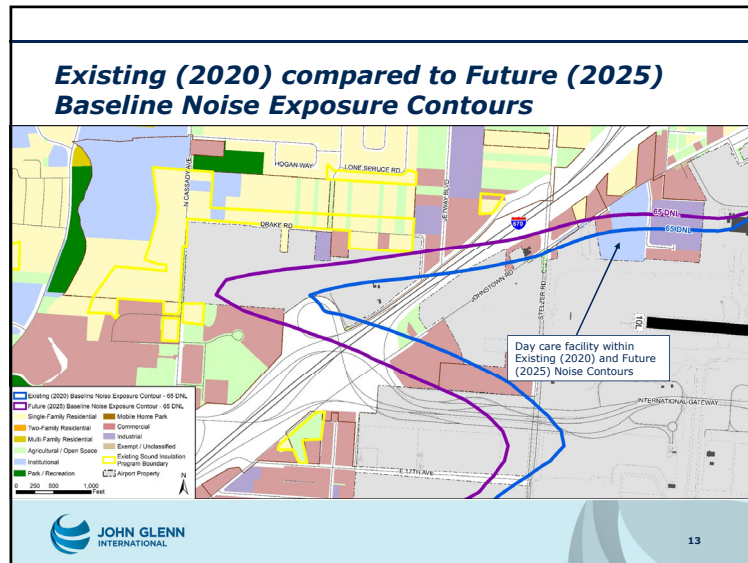 Existing (2020) compared to Future (2025)
Baseline Noise Exposure Contours
HOGAN WAY
LONE SPRUCE RD
N CASSADY AVE
DRAKE RD
670
65 DNL
65 DNL
JOHNSTOWN RD
STELZER RD
10L
Day care facility within
Existing (2020) and Future
(2025) Noise Contours
INTERNATIONAL GATEWAY
E 17TH AVE
Existing (2020) Baseline Noise Exposure Contour - 65 DNL
Future (2025) Baseline Noise Exposure Contour - 65 DNL
Single-Family Residential
Two-Family Residential
Multi-Family Residential
Agricultural / Open Space
Institutional
Park / Recreation
Mobile Home Park
Commercial
Industrial
Exempt / Unclassified
Existing Sound Insulation
Program Boundary
Airport Property
0 250 500 1,000
Feet
N
JOHN GLENN
INTERNATIONAL
13